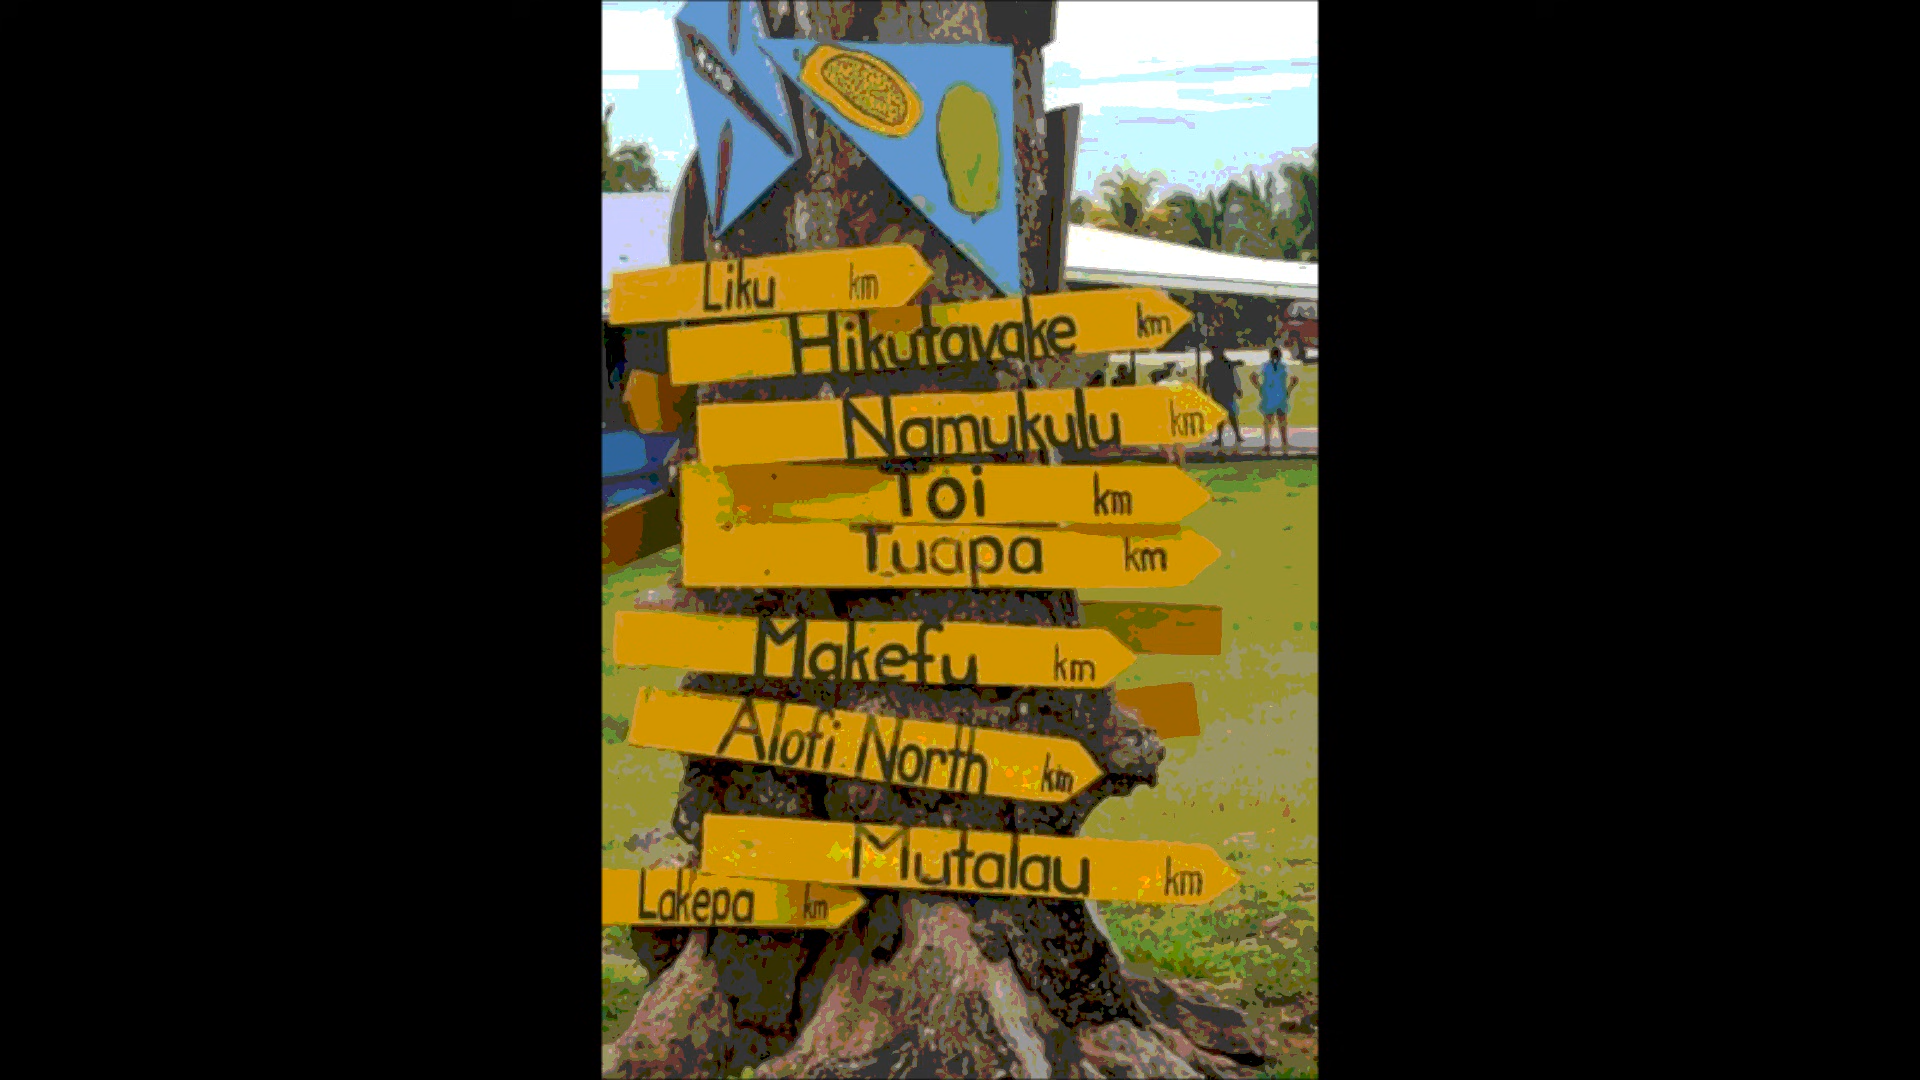 Liku km
Hikutavake km
Namukulu km
Toi km
Tuapa km
Makefu km
Alofi North km
Mutalau km
Lakepa km